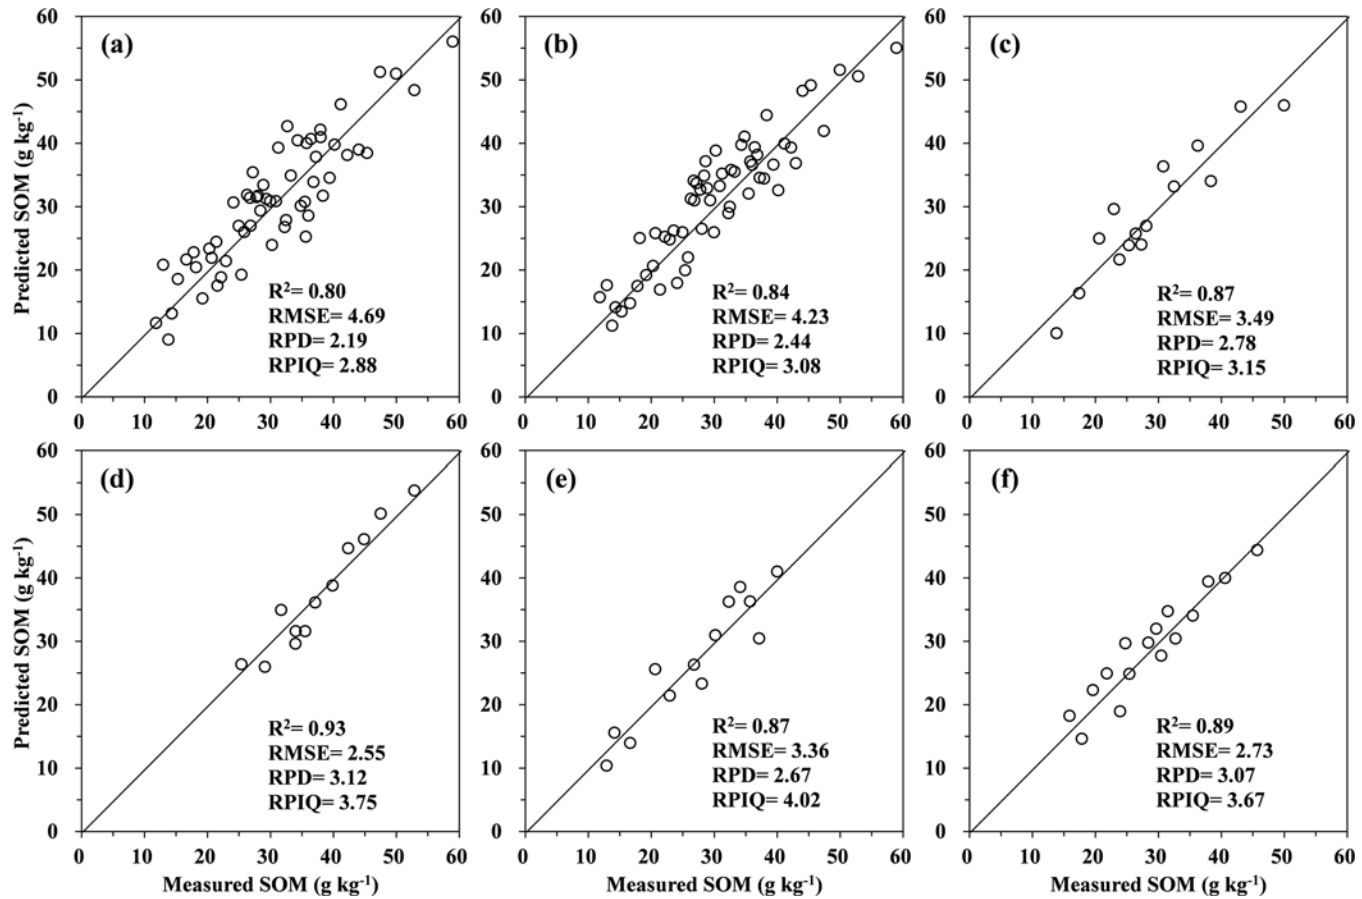 (a)
Predicted SOM (g kg⁻¹)
60
50
40
30
20
10
0
R²= 0.80
RMSE= 4.69
RPD= 2.19
RPIQ= 2.88
0 10 20 30 40 50 60
(b)
60
50
40
30
20
10
0
R²= 0.84
RMSE= 4.23
RPD= 2.44
RPIQ= 3.08
0 10 20 30 40 50 60
(c)
60
50
40
30
20
10
0
R²= 0.87
RMSE= 3.49
RPD= 2.78
RPIQ= 3.15
0 10 20 30 40 50 60
(d)
Predicted SOM (g kg⁻¹)
60
50
40
30
20
10
0
R²= 0.93
RMSE= 2.55
RPD= 3.12
RPIQ= 3.75
0 10 20 30 40 50 60
Measured SOM (g kg⁻¹)
(e)
60
50
40
30
20
10
0
R²= 0.87
RMSE= 3.36
RPD= 2.67
RPIQ= 4.02
0 10 20 30 40 50 60
Measured SOM (g kg⁻¹)
(f)
60
50
40
30
20
10
0
R²= 0.89
RMSE= 2.73
RPD= 3.07
RPIQ= 3.67
0 10 20 30 40 50 60
Measured SOM (g kg⁻¹)